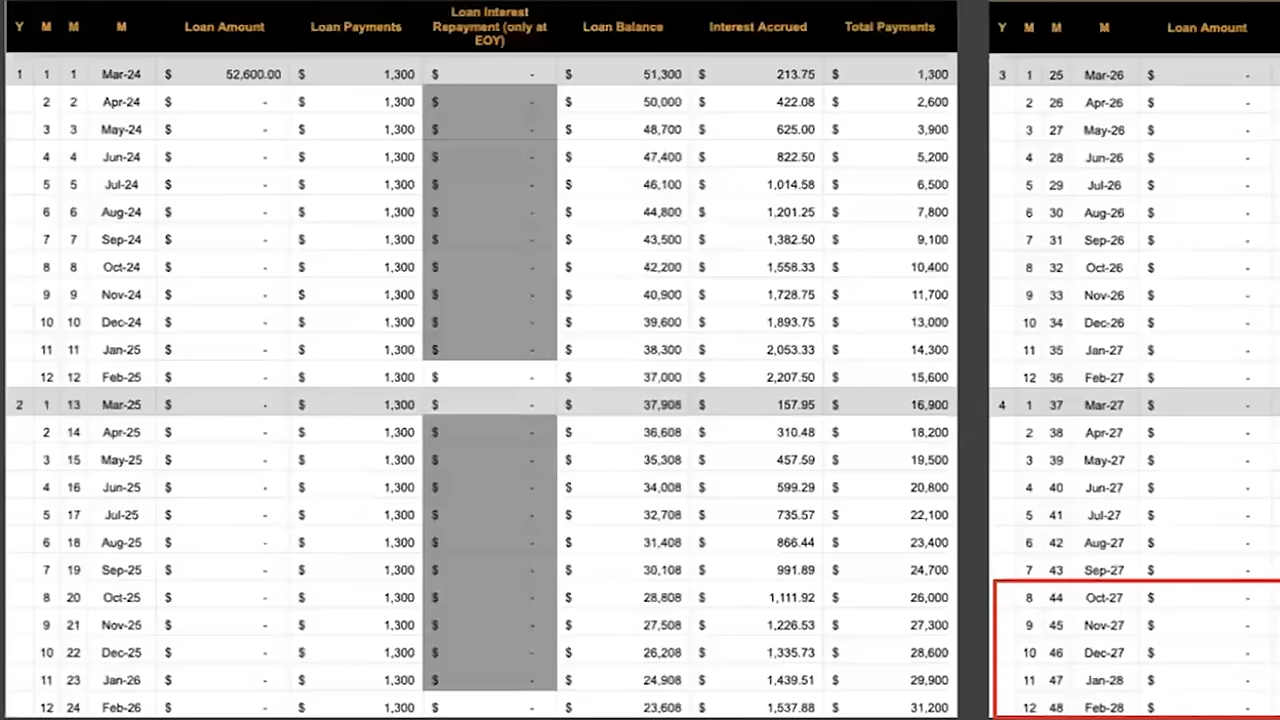 Y M M M Loan Amount Loan Payments Loan Interest Repayment (only at EOY) Loan Balance Interest Accrued Total Payments
1 1 1 Mar-24 $ 52,600.00 $ 1,300 $ - $ 51,300 $ 213.75 $ 1,300
2 2 Apr-24 $ - $ 1,300 $ - $ 50,000 $ 422.08 $ 2,600
3 3 May-24 $ - $ 1,300 $ - $ 48,700 $ 625.00 $ 3,900
4 4 Jun-24 $ - $ 1,300 $ - $ 47,400 $ 822.50 $ 5,200
5 5 Jul-24 $ - $ 1,300 $ - $ 46,100 $ 1,014.58 $ 6,500
6 6 Aug-24 $ - $ 1,300 $ - $ 44,800 $ 1,201.25 $ 7,800
7 7 Sep-24 $ - $ 1,300 $ - $ 43,500 $ 1,382.50 $ 9,100
8 8 Oct-24 $ - $ 1,300 $ - $ 42,200 $ 1,558.33 $ 10,400
9 9 Nov-24 $ - $ 1,300 $ - $ 40,900 $ 1,728.75 $ 11,700
10 10 Dec-24 $ - $ 1,300 $ - $ 39,600 $ 1,893.75 $ 13,000
11 11 Jan-25 $ - $ 1,300 $ - $ 38,300 $ 2,053.33 $ 14,300
12 12 Feb-25 $ - $ 1,300 $ - $ 37,000 $ 2,207.50 $ 15,600
2 1 13 Mar-25 $ - $ 1,300 $ - $ 37,908 $ 157.95 $ 16,900
2 14 Apr-25 $ - $ 1,300 $ - $ 36,608 $ 310.48 $ 18,200
3 15 May-25 $ - $ 1,300 $ - $ 35,308 $ 457.59 $ 19,500
4 16 Jun-25 $ - $ 1,300 $ - $ 34,008 $ 599.29 $ 20,800
5 17 Jul-25 $ - $ 1,300 $ - $ 32,708 $ 735.57 $ 22,100
6 18 Aug-25 $ - $ 1,300 $ - $ 31,408 $ 866.44 $ 23,400
7 19 Sep-25 $ - $ 1,300 $ - $ 30,108 $ 991.89 $ 24,700
8 20 Oct-25 $ - $ 1,300 $ - $ 28,808 $ 1,111.92 $ 26,000
9 21 Nov-25 $ - $ 1,300 $ - $ 27,508 $ 1,226.53 $ 27,300
10 22 Dec-25 $ - $ 1,300 $ - $ 26,208 $ 1,335.73 $ 28,600
11 23 Jan-26 $ - $ 1,300 $ - $ 24,908 $ 1,439.51 $ 29,900
12 24 Feb-26 $ - $ 1,300 $ - $ 23,608 $ 1,537.88 $ 31,200
Y M M M Loan Amount
3 1 25 Mar-26 $ -
2 26 Apr-26 $ -
3 27 May-26 $ -
4 28 Jun-26 $ -
5 29 Jul-26 $ -
6 30 Aug-26 $ -
7 31 Sep-26 $ -
8 32 Oct-26 $ -
9 33 Nov-26 $ -
10 34 Dec-26 $ -
11 35 Jan-27 $ -
12 36 Feb-27 $ -
4 1 37 Mar-27 $ -
2 38 Apr-27 $ -
3 39 May-27 $ -
4 40 Jun-27 $ -
5 41 Jul-27 $ -
6 42 Aug-27 $ -
7 43 Sep-27 $ -
8 44 Oct-27 $ -
9 45 Nov-27 $ -
10 46 Dec-27 $ -
11 47 Jan-28 $ -
12 48 Feb-28 $ -